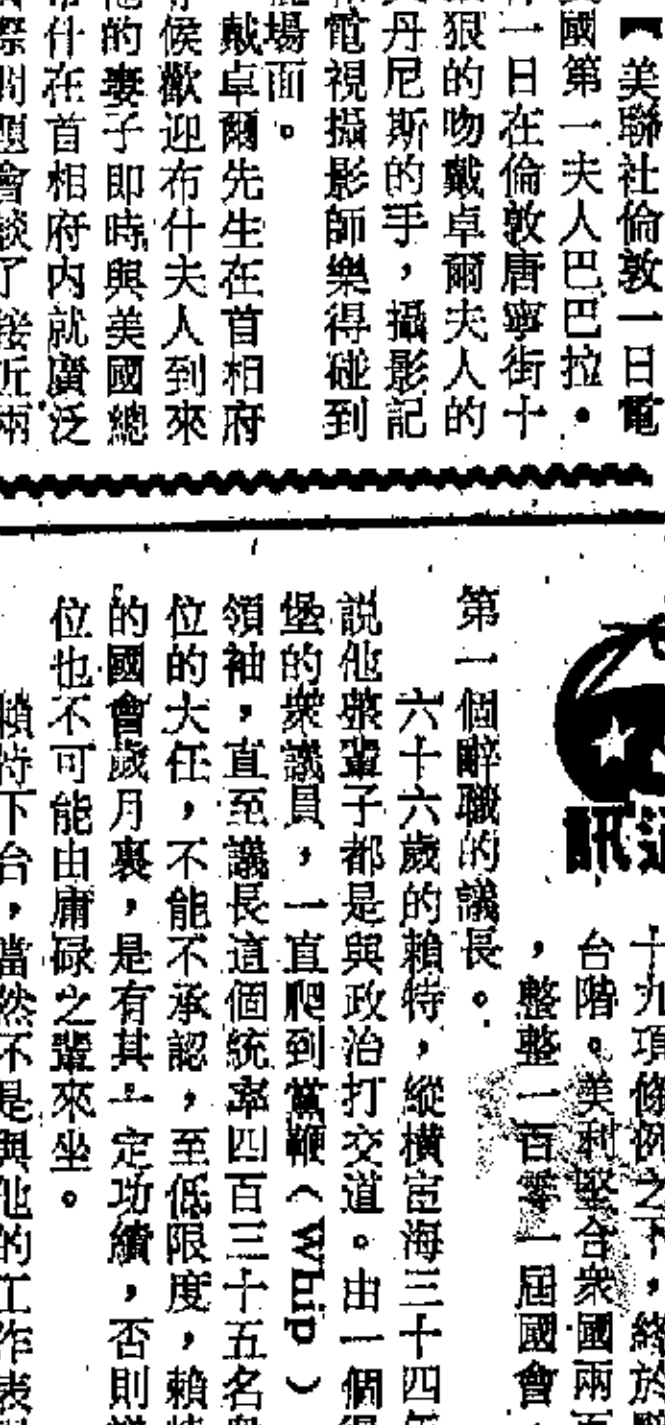 【美聯社倫敦一日電
國第一夫人巴巴拉・
一日在倫敦唐寧街十
狠的吻戴卓爾夫人的
丹尼斯的手，攝影記
電視攝影師樂得碰到
場面。
戴卓爾先生在首相府
候歡迎布什夫人到來
的妻子即時與美國總
什在首相府内就廣泛
問題會談了接近兩
訊
十九項條例之下，終於
台階。美利堅合衆國兩
，整整一百零一屆國會
第一個辭職的議長。
六十六歲的賴特，縱橫宦海三十四年
説他整輩子都是與政治打交道。由一個得
堡的衆議員，一直爬到黨鞭（Whip）
領袖，直至議長這個統率四百三十五名衆
位的大任，不能不承認，至低限度，賴特
的國會歲月裏，是有其一定功績，否則
位也不可能由庸碌之輩來坐。
賴特下台，當然不是與他的工作表